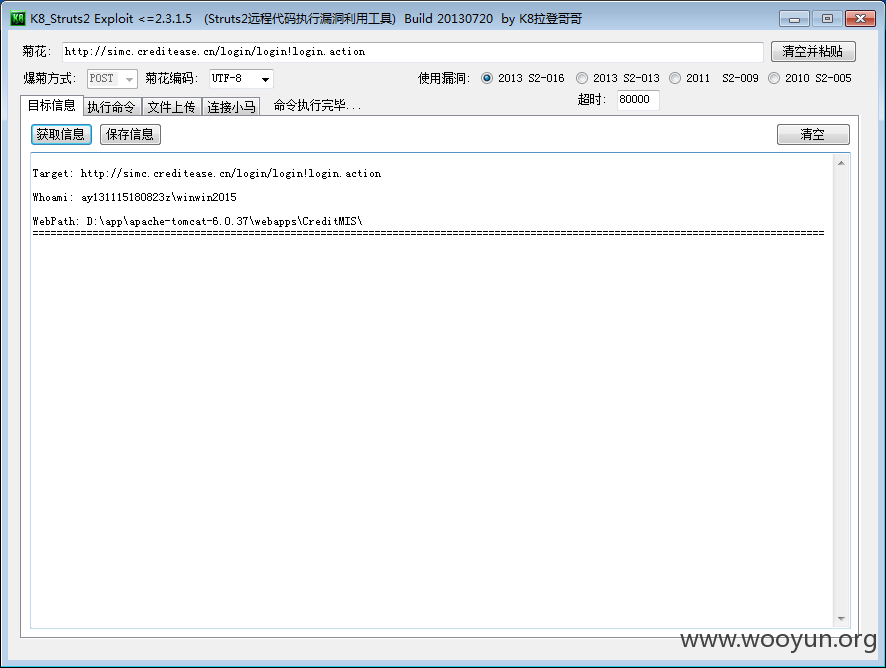 K8 K8_Struts2 Exploit <=2.3.1.5 (Struts2远程代码执行漏洞利用工具) Build 20130720 by K8拉登哥哥
菊花: http://simc.creditease.cn/login/login!login.action 清空并粘贴
爆菊方式: POST 菊花编码: UTF-8 使用漏洞: 2013 S2-016 2013 S2-013 2011 S2-009 2010 S2-005
目标信息 执行命令 文件上传 连接小马 命令执行完毕... 超时: 80000
获取信息 保存信息 清空
Target: http://simc.creditease.cn/login/login!login.action
Whoami: ay131115180823z\winwin2015
WebPath: D:\app\apache-tomcat-6.0.37\webapps\CreditMIS\
====================================================================================================================================
www.wooyun.org